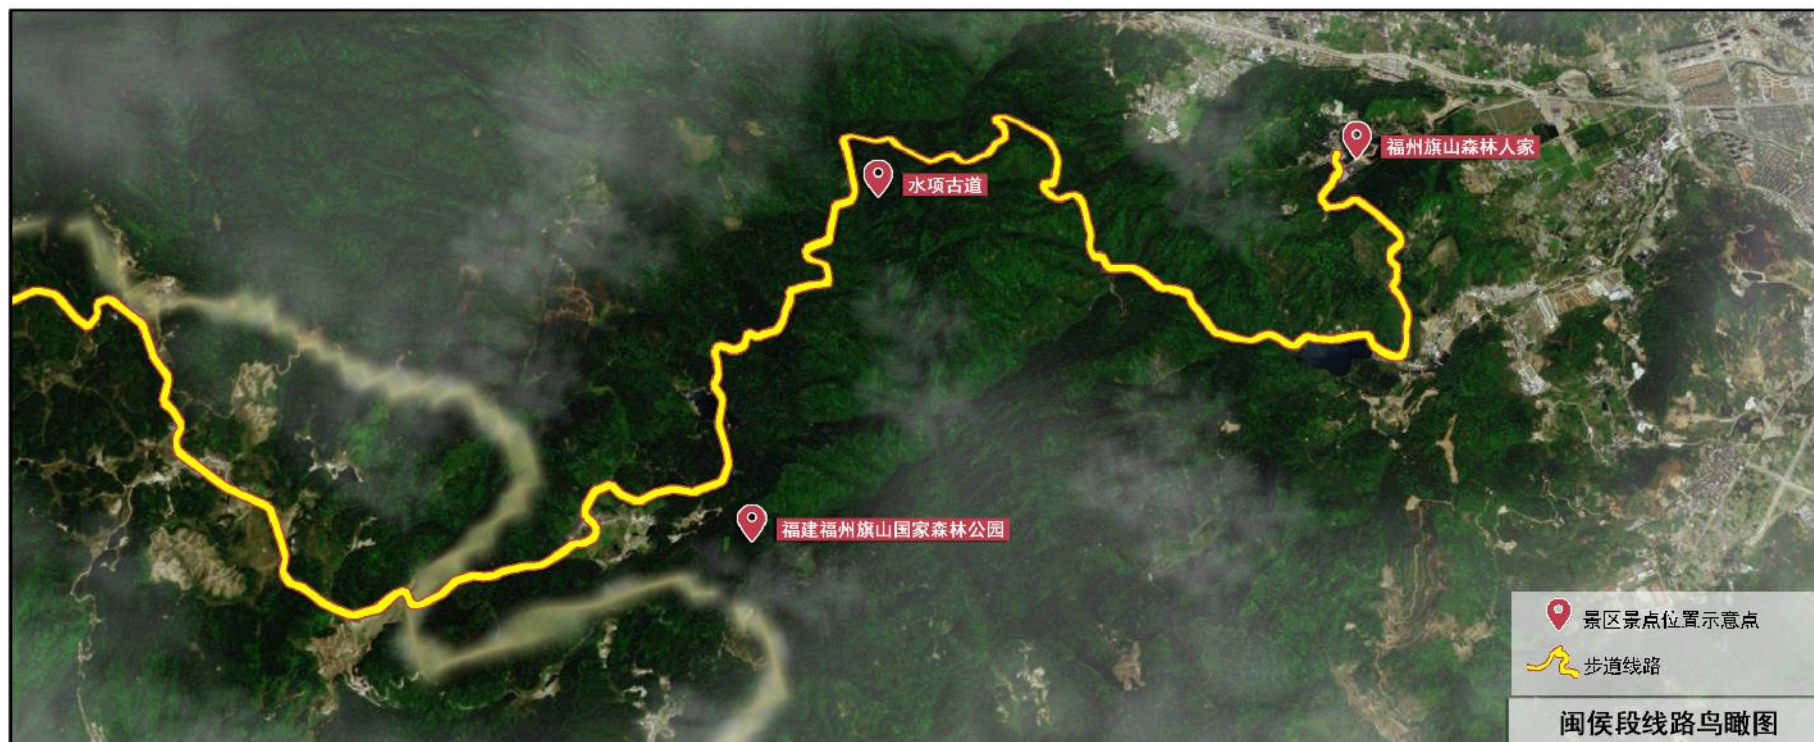 福州旗山森林人家
水项古道
福建福州旗山国家森林公园
景区景点位置示意点
步道线路
闽侯段线路鸟瞰图